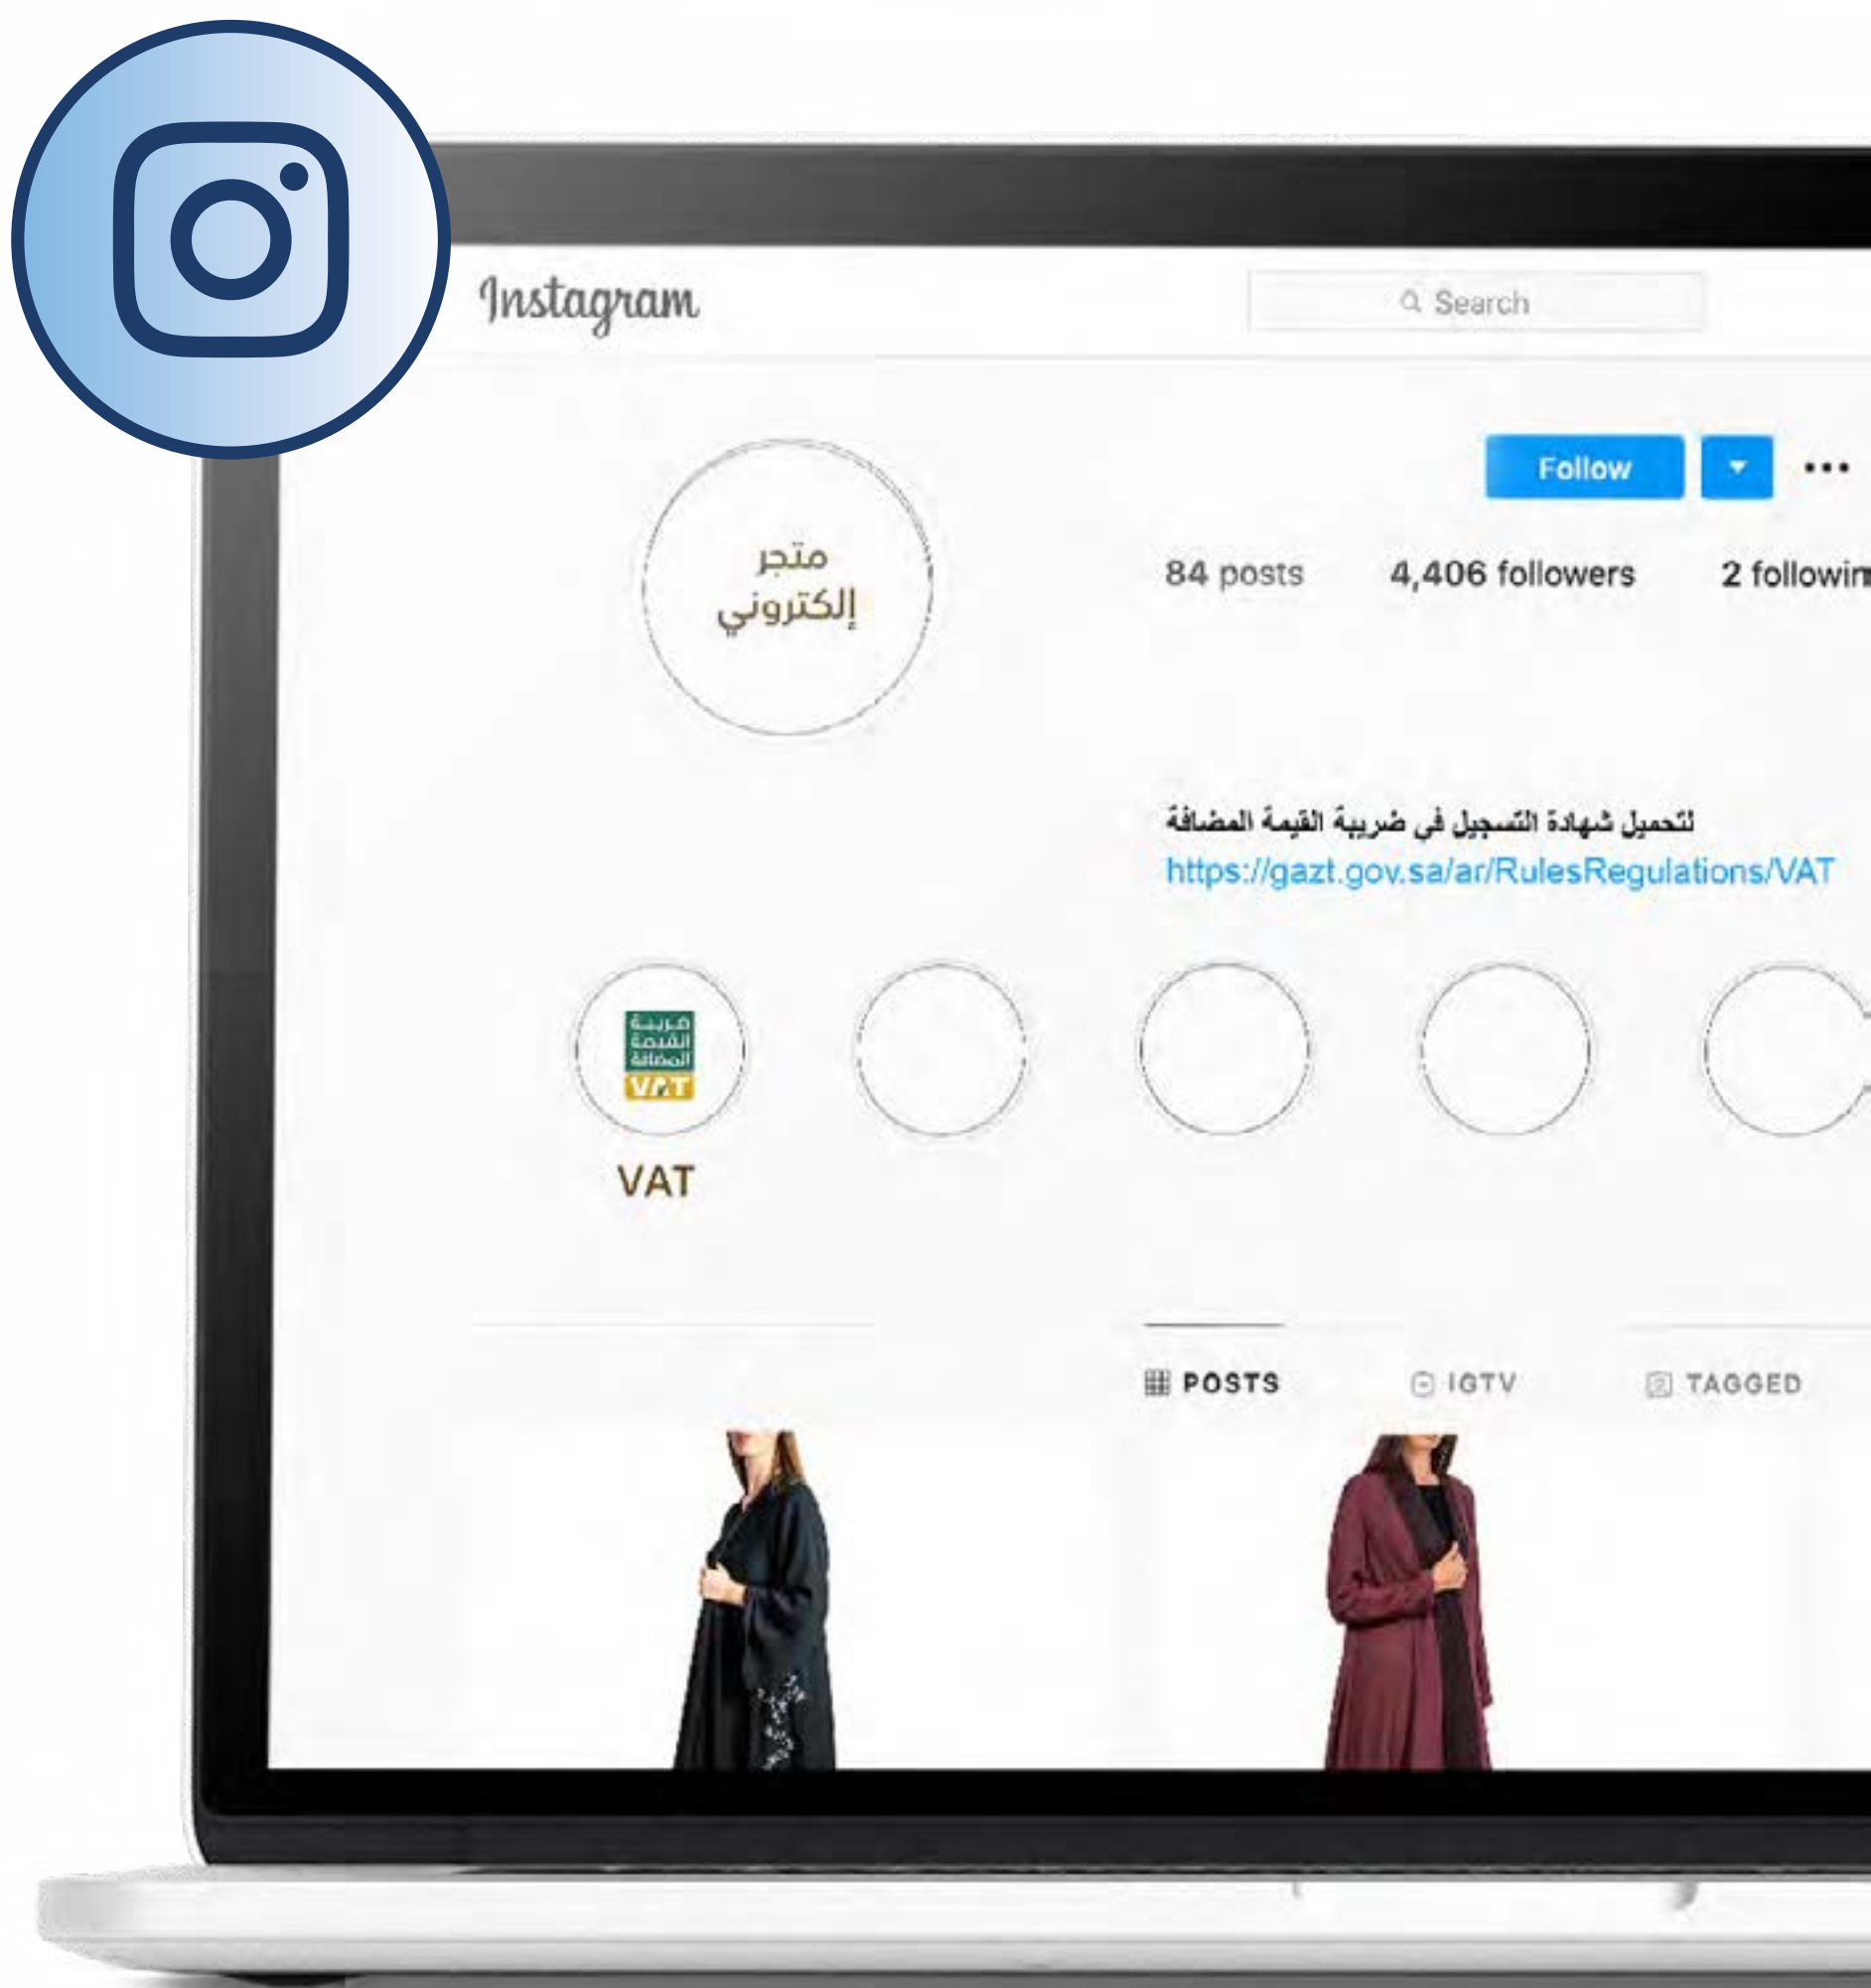 Instagram
Search
Follow
متجر
إلكتروني
84 posts
4,406 followers
2 followin
لتحميل شهادة التسجيل في ضريبة القيمة المضافة
https://gazt.gov.sa/ar/RulesRegulations/VAT
ضريبة
القيمة
المضافة
VAT
VAT
POSTS
IGTV
TAGGED